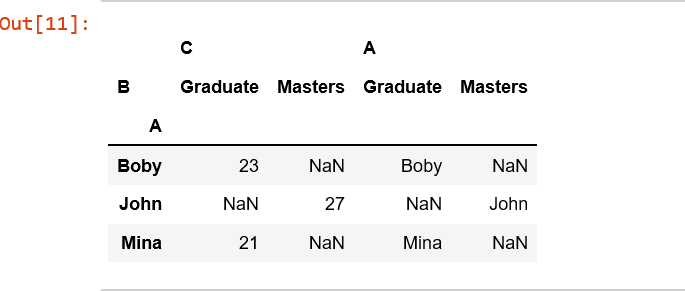 Out[11]:
C A
B Graduate Masters Graduate Masters
A
Boby 23 NaN Boby NaN
John NaN 27 NaN John
Mina 21 NaN Mina NaN